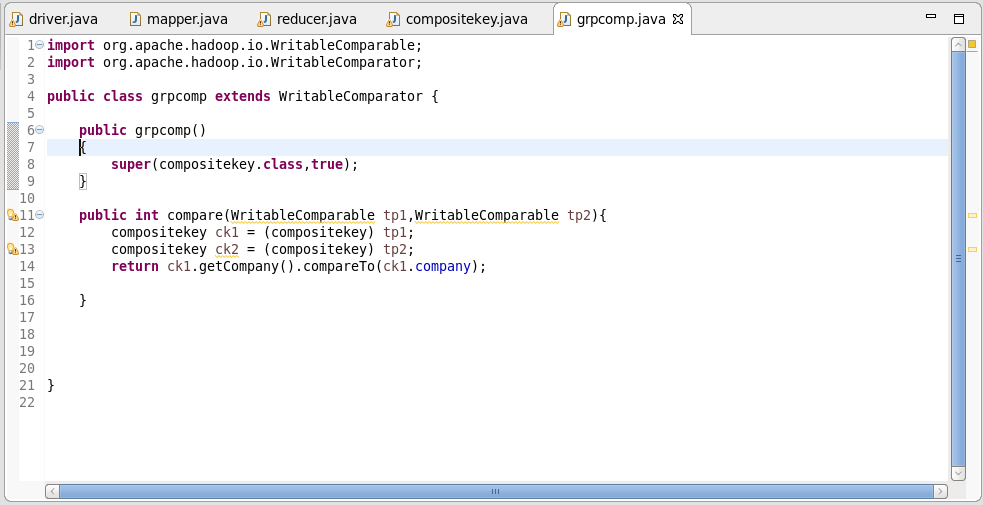 driver.java mapper.java reducer.java compositekey.java grpcomp.java
1 import org.apache.hadoop.io.WritableComparable;
2 import org.apache.hadoop.io.WritableComparator;
3
4 public class grpcomp extends WritableComparator {
5
6 public grpcomp()
7 {
8 super(compositekey.class,true);
9 }
10
11 public int compare(WritableComparable tp1,WritableComparable tp2){
12 compositekey ck1 = (compositekey) tp1;
13 compositekey ck2 = (compositekey) tp2;
14 return ck1.getCompany().compareTo(ck1.company);
15
16 }
17
18
19
20
21 }
22